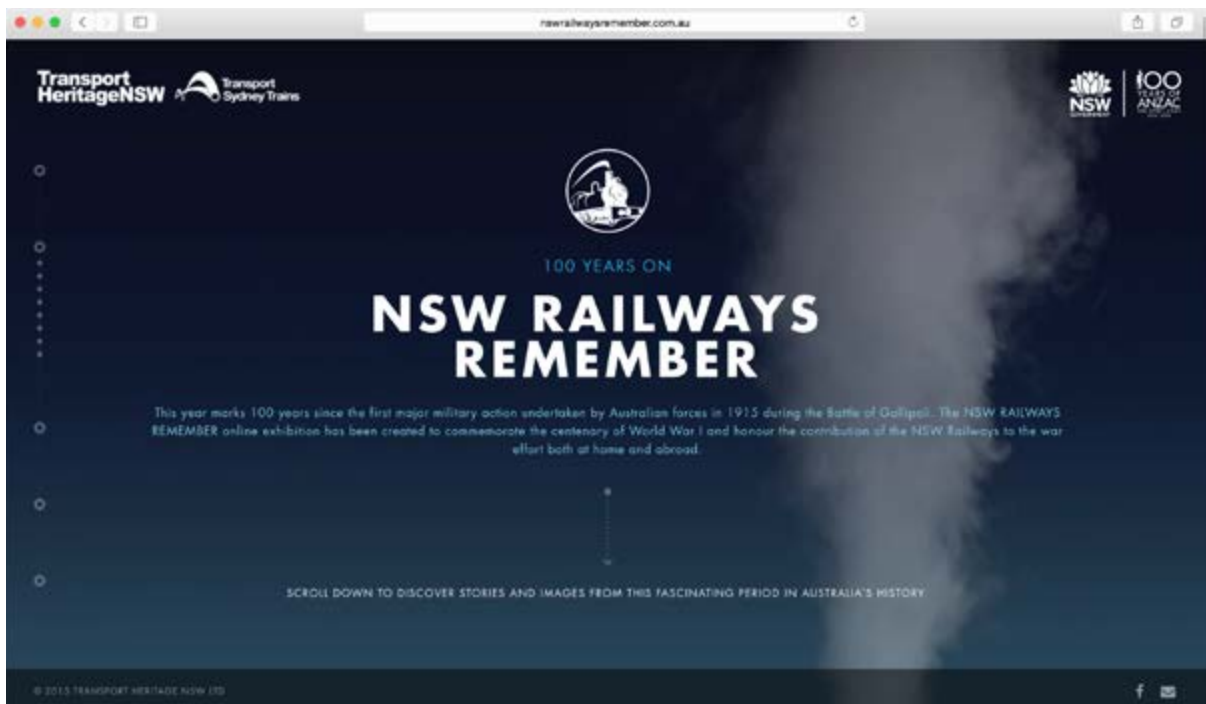 nswrailwaysremember.com.au
Transport
HeritageNSW
Transport
Sydney Trains
NSW
GOVERNMENT
100
YEARS OF
ANZAC
100 YEARS ON
NSW RAILWAYS
REMEMBER
This year marks 100 years since the first major military action undertaken by Australian forces in 1915 during the Battle of Gallipoli. The NSW RAILWAYS
REMEMBER online exhibition has been created to commemorate the centenary of World War I and honour the contribution of the NSW Railways to the war
effort both at home and abroad.
SCROLL DOWN TO DISCOVER STORIES AND IMAGES FROM THIS FASCINATING PERIOD IN AUSTRALIA'S HISTORY
© 2015 TRANSPORT HERITAGE NSW LTD